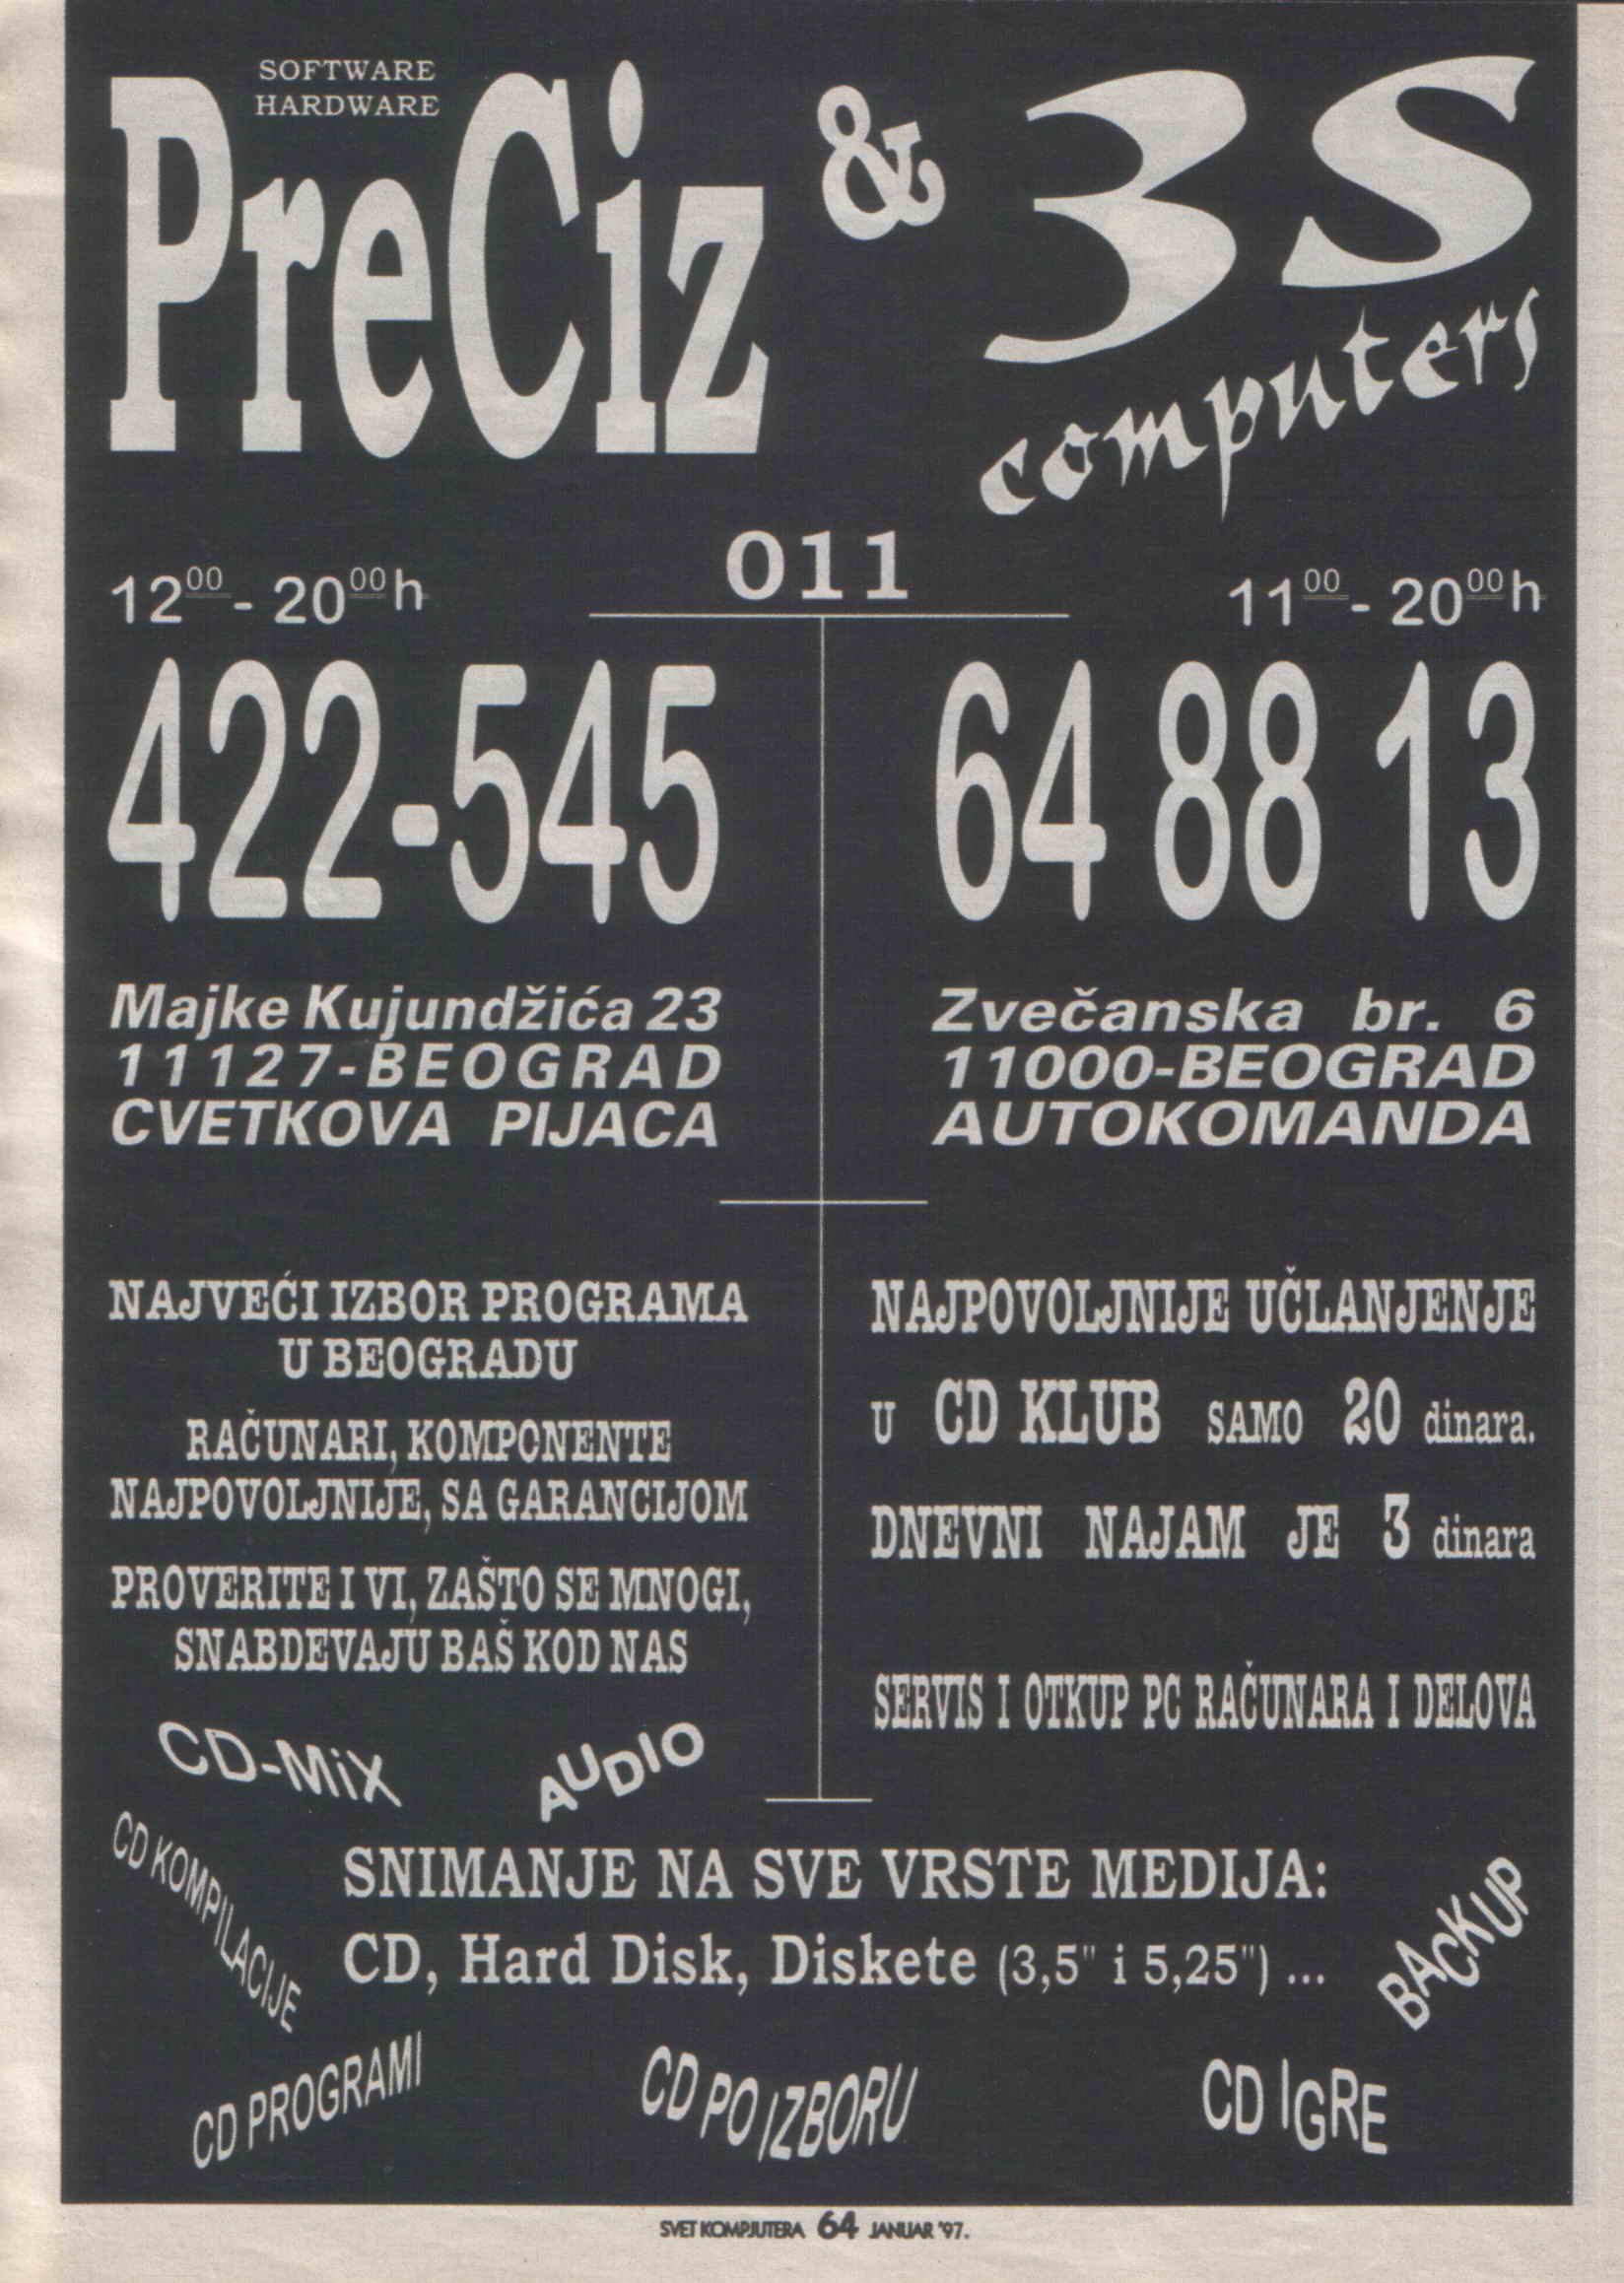 SOFTWARE
HARDWARE
PreCiz & 3S
computers
011
12⁰⁰ - 20⁰⁰ h
422-545
Majke Kujundžića 23
11127-BEOGRAD
CVETKOVA PIJACA
11⁰⁰ - 20⁰⁰ h
64 88 13
Zvečanska br. 6
11000-BEOGRAD
AUTOKOMANDA
NAJVEĆI IZBOR PROGRAMA
U BEOGRADU
RAČUNARI, KOMPONENTE
NAJPOVOLJNIJE, SA GARANCIJOM
PROVERITE I VI, ZAŠTO SE MNOGI,
SNABDEVAJU BAŠ KOD NAS
NAJPOVOLJNIJE UČLANJENJE
U CD KLUB SAMO 20 dinara.
DNEVNI NAJAM JE 3 dinara
SERVIS I OTKUP PC RAČUNARA I DELOVA
CD-MiX
AUDIO
CD KOMPILACIJE
SNIMANJE NA SVE VRSTE MEDIJA:
CD, Hard Disk, Diskete (3,5" i 5,25") ...
BACKUP
CD PROGRAMI
CD PO IZBORU
CD IGRE
SVET KOMPJUTERA 64 JANUAR '97.